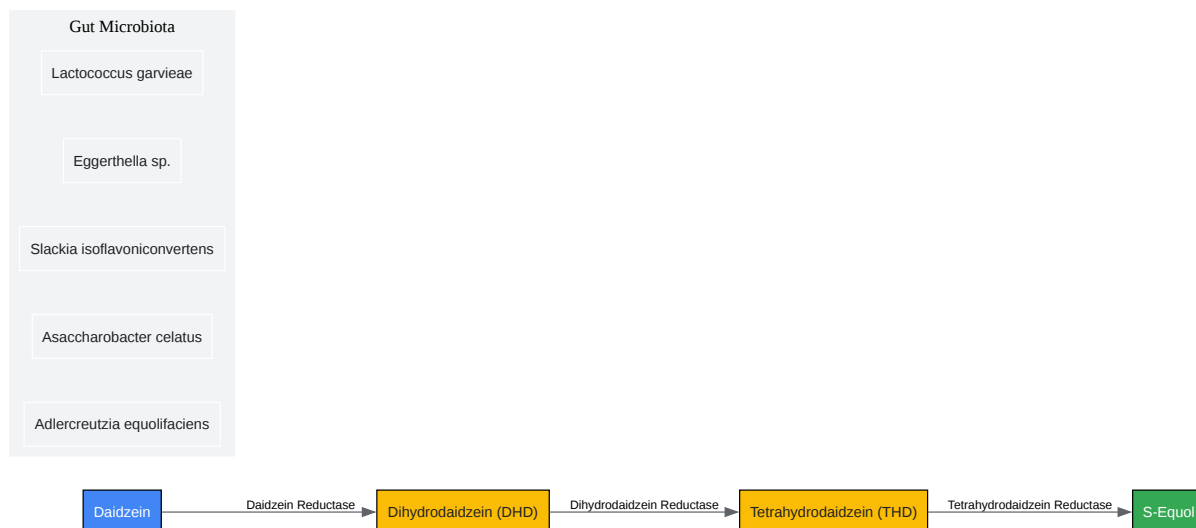 Gut Microbiota
Lactococcus garvieae
Eggerthella sp.
Slackia isoflavoniconvertens
Asaccharobacter celatus
Adlercreutzia equolifaciens
Daidzein
Daidzein Reductase
Dihydrodaidzein (DHD)
Dihydrodaidzein Reductase
Tetrahydrodaidzein (THD)
Tetrahydrodaidzein Reductase
S-Equol